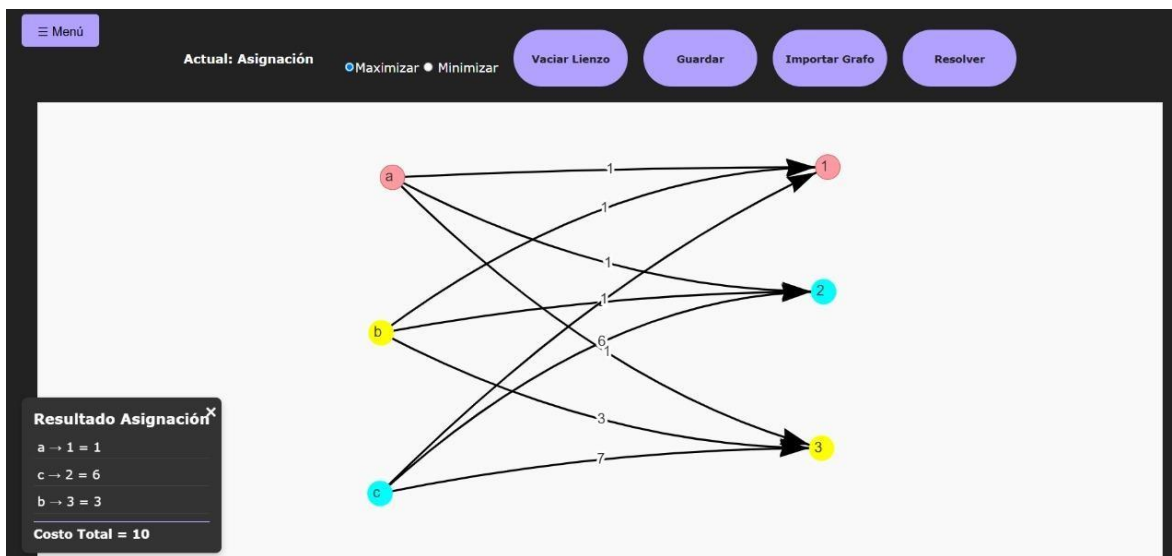 ☰ Menú
Actual: Asignación
Maximizar Minimizar
Vaciar Lienzo
Guardar
Importar Grafo
Resolver
a
1
1
1
1
2
1
b
6
1
3
3
7
c
Resultado Asignación ×
a → 1 = 1
c → 2 = 6
b → 3 = 3
Costo Total = 10